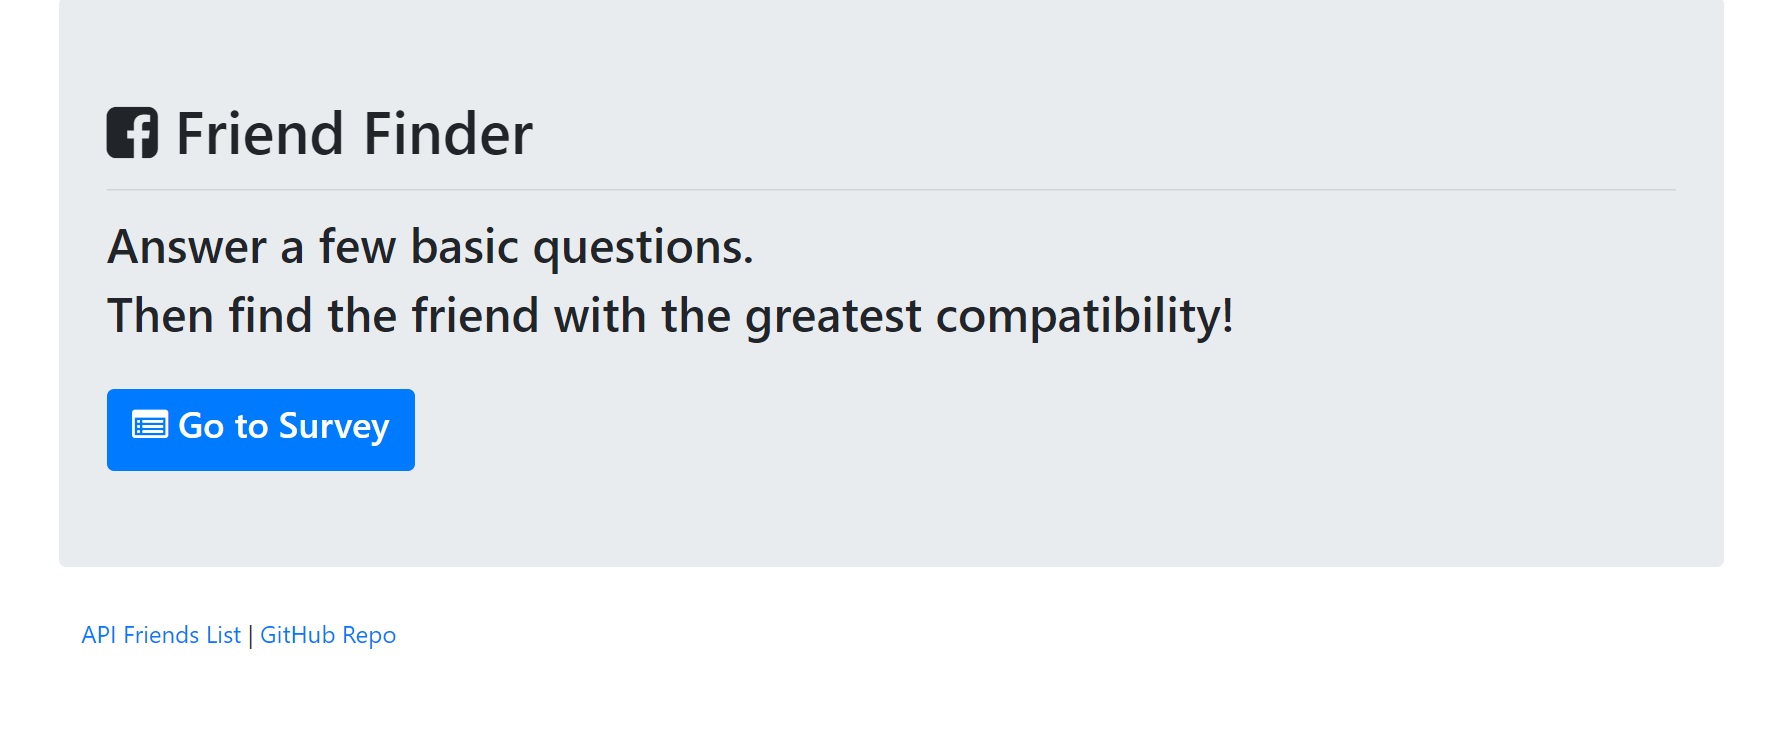 Friend Finder
Answer a few basic questions.
Then find the friend with the greatest compatibility!
Go to Survey
API Friends List | GitHub Repo